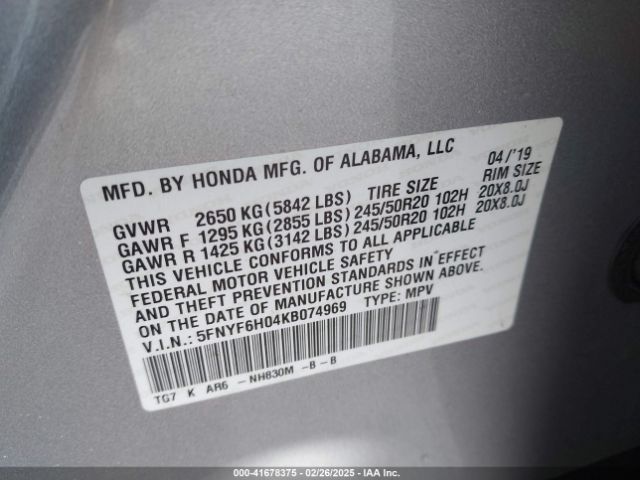 MFD. BY HONDA MFG. OF ALABAMA, LLC 04/'19
GVWR 2650 KG(5842 LBS) TIRE SIZE RIM SIZE
GAWR F 1295 KG(2855 LBS)245/50R20 102H 20X8.0J
GAWR R 1425 KG(3142 LBS)245/50R20 102H 20X8.0J
THIS VEHICLE CONFORMS TO ALL APPLICABLE
FEDERAL MOTOR VEHICLE SAFETY
AND THEFT PREVENTION STANDARDS IN EFFECT
ON THE DATE OF MANUFACTURE SHOWN ABOVE.
V.I.N.: 5FNYF6H04KB074969 TYPE: MPV
TG7 K AR6 -NH830M -B -B
000-41678375 - 02/26/2025 - IAA Inc.